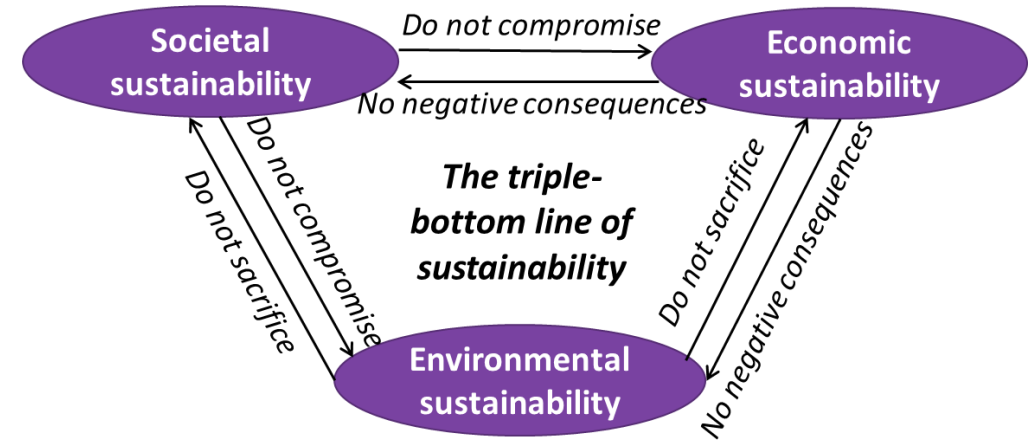 Societal
sustainability
Do not compromise
Economic
sustainability
No negative consequences
Do not sacrifice
Do not compromise
The triple-
bottom line of
sustainability
Do not sacrifice
No negative consequences
Environmental
sustainability